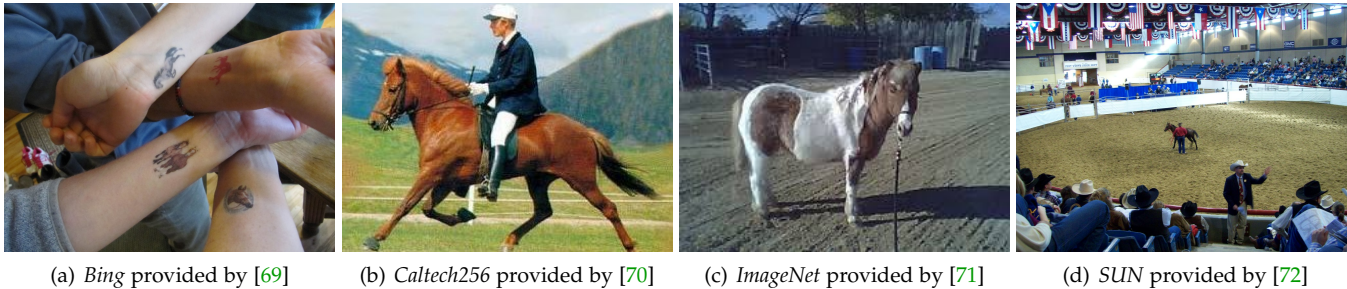 (a) Bing provided by [69]
(b) Caltech256 provided by [70]
(c) ImageNet provided by [71]
(d) SUN provided by [72]